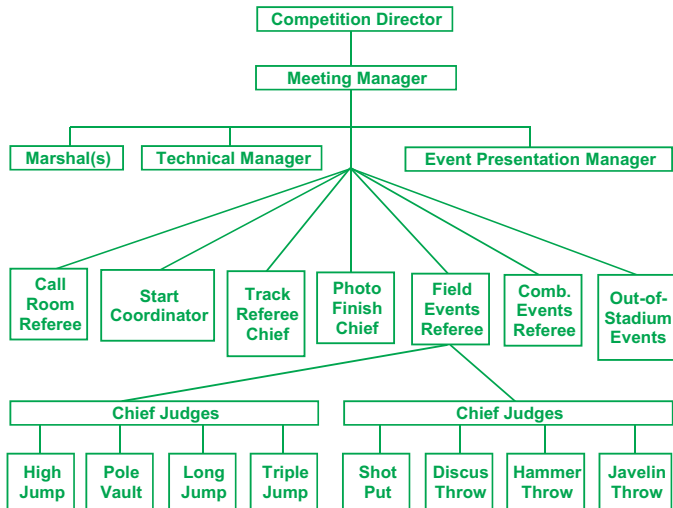 Competition Director
Meeting Manager
Marshal(s)
Technical Manager
Event Presentation Manager
Call
Room
Referee
Start
Coordinator
Track
Referee
Chief
Photo
Finish
Chief
Field
Events
Referee
Comb.
Events
Referee
Out-of-
Stadium
Events
Chief Judges
Chief Judges
High
Jump
Pole
Vault
Long
Jump
Triple
Jump
Shot
Put
Discus
Throw
Hammer
Throw
Javelin
Throw